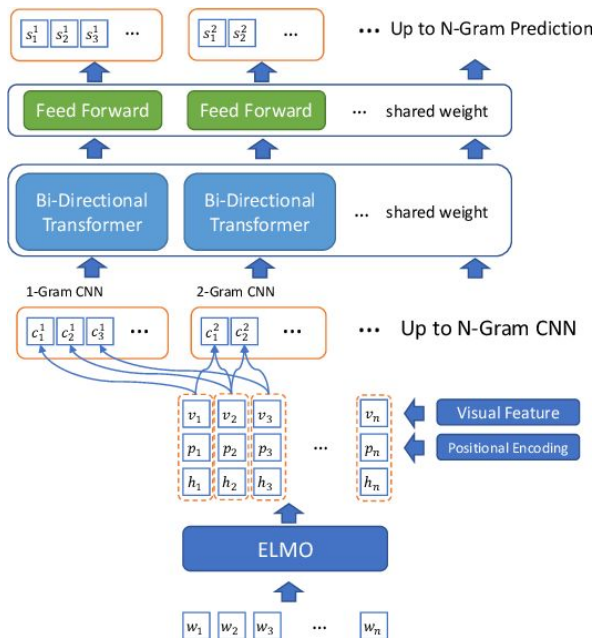 s₁¹ s₂¹ s₃¹ ... s₁² s₂² ... ... Up to N-Gram Prediction
Feed Forward Feed Forward ... shared weight
Bi-Directional Transformer Bi-Directional Transformer ... shared weight
1-Gram CNN 2-Gram CNN
c₁¹ c₂¹ c₃¹ ... c₁² c₂² ... ... Up to N-Gram CNN
v₁ v₂ v₃ vₙ Visual Feature
p₁ p₂ p₃ ... pₙ Positional Encoding
h₁ h₂ h₃ hₙ
ELMO
w₁ w₂ w₃ ... wₙ